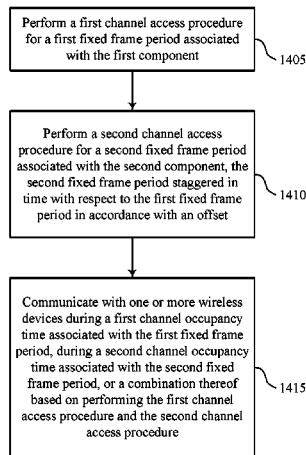 Perform a first channel access procedure
for a first fixed frame period associated
with the first component
1405
Perform a second channel access
procedure for a second fixed frame period
associated with the second component, the
second fixed frame period staggered in
time with respect to the first fixed frame
period in accordance with an offset
1410
Communicate with one or more wireless
devices during a first channel occupancy
time associated with the first fixed frame
period, during a second channel occupancy
time associated with the second fixed
frame period, or a combination thereof
based on performing the first channel
access procedure and the second channel
access procedure
1415